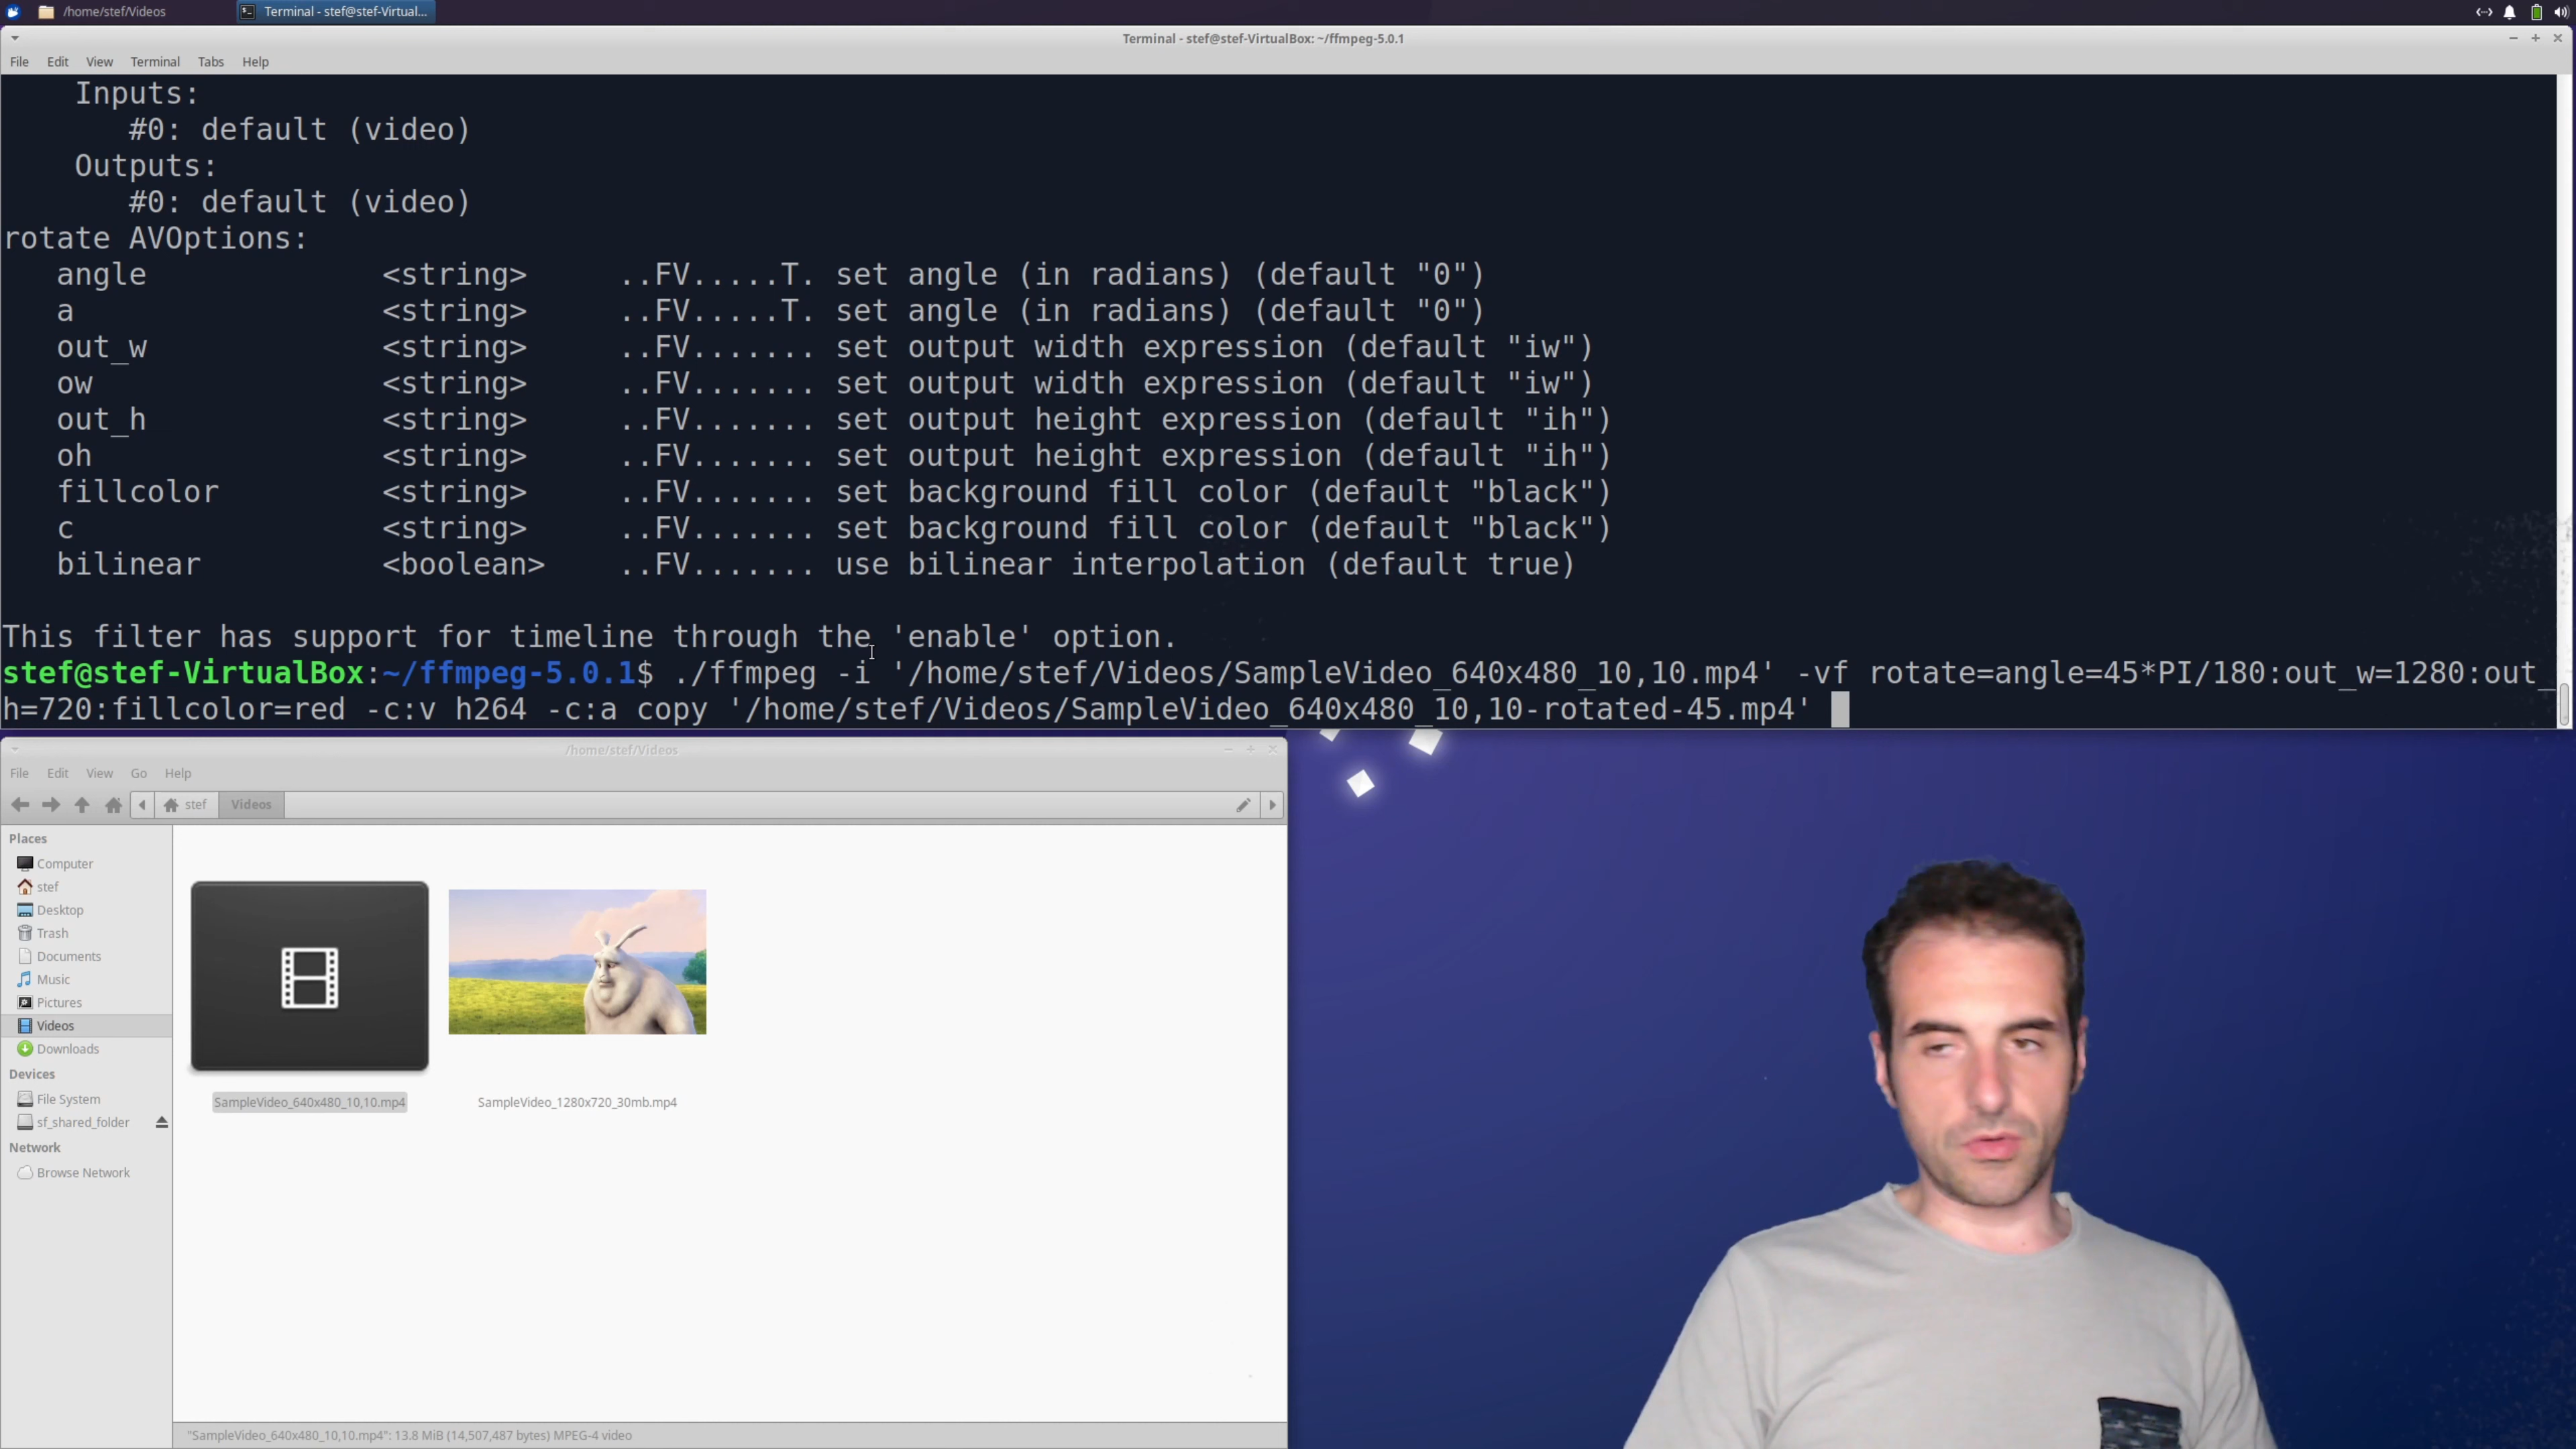 /home/stef/Videos
Terminal - stef@stef-Virtual...
Terminal - stef@stef-VirtualBox: ~/ffmpeg-5.0.1
File Edit View Terminal Tabs Help
Inputs:
#0: default (video)
Outputs:
#0: default (video)
rotate AVOptions:
angle <string> ..FV.....T. set angle (in radians) (default "0")
a <string> ..FV.....T. set angle (in radians) (default "0")
out_w <string> ..FV....... set output width expression (default "iw")
ow <string> ..FV....... set output width expression (default "iw")
out_h <string> ..FV....... set output height expression (default "ih")
oh <string> ..FV....... set output height expression (default "ih")
fillcolor <string> ..FV....... set background fill color (default "black")
c <string> ..FV....... set background fill color (default "black")
bilinear <boolean> ..FV....... use bilinear interpolation (default true)
This filter has support for timeline through the 'enable' option.
stef@stef-VirtualBox:~/ffmpeg-5.0.1$ ./ffmpeg -i '/home/stef/Videos/SampleVideo_640x480_10,10.mp4' -vf rotate=angle=45*PI/180:out_w=1280:out_
h=720:fillcolor=red -c:v h264 -c:a copy '/home/stef/Videos/SampleVideo_640x480_10,10-rotated-45.mp4'
/home/stef/Videos
File Edit View Go Help
stef Videos
Places
Computer
stef
Desktop
Trash
Documents
Music
Pictures
Videos
Downloads
Devices
File System
sf_shared_folder
Network
Browse Network
SampleVideo_640x480_10,10.mp4
SampleVideo_1280x720_30mb.mp4
"SampleVideo_640x480_10,10.mp4": 13.8 MiB (14,507,487 bytes) MPEG-4 video